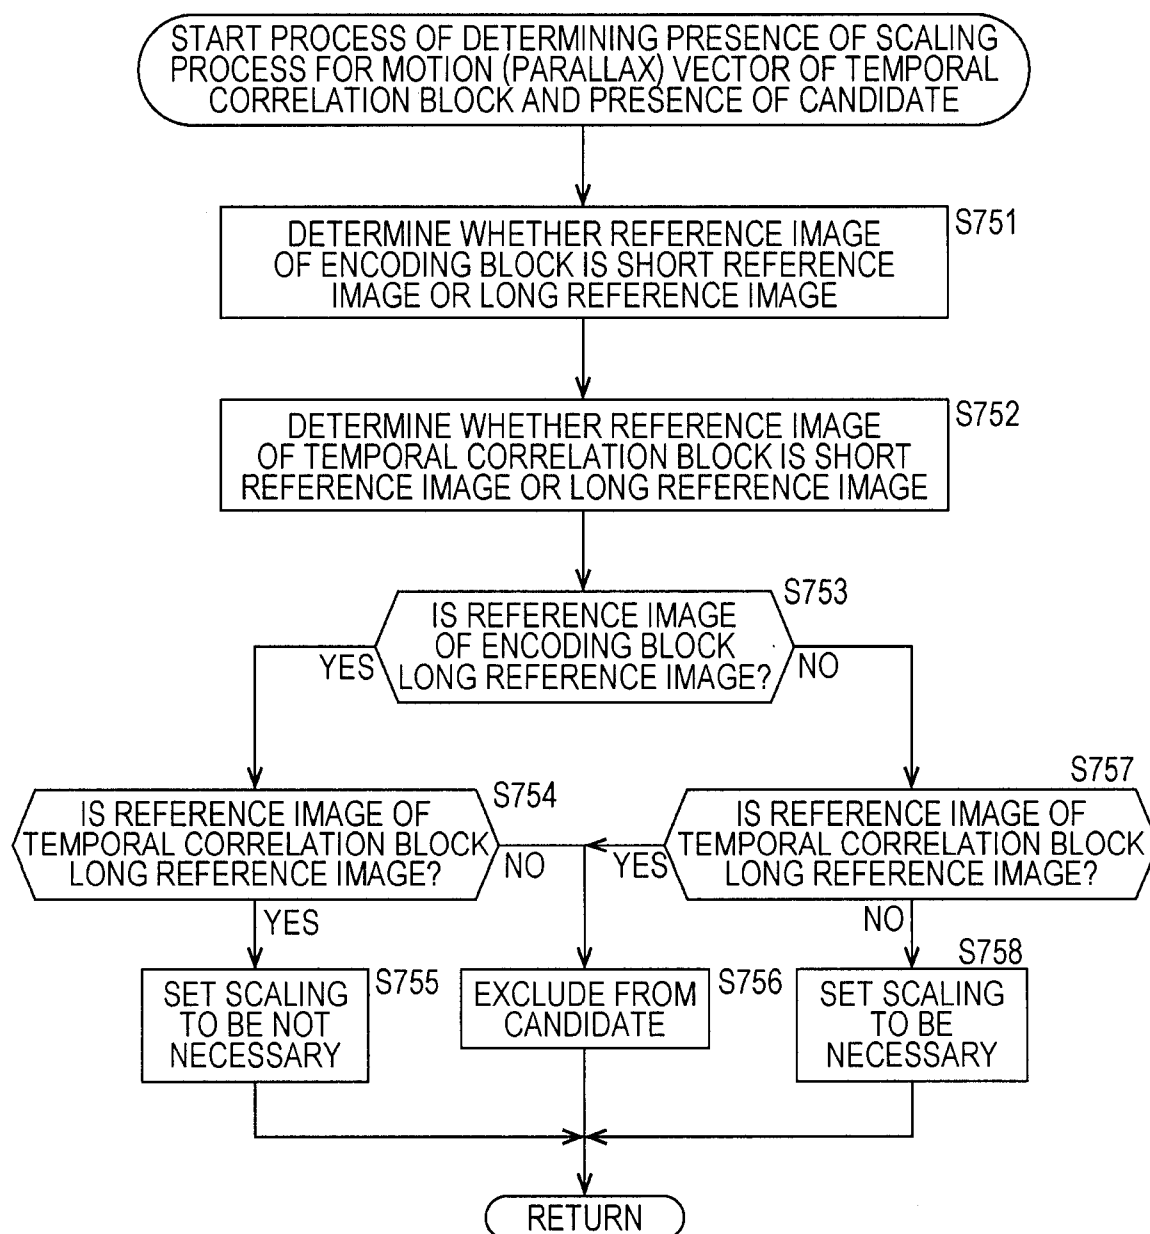 START PROCESS OF DETERMINING PRESENCE OF SCALING
PROCESS FOR MOTION (PARALLAX) VECTOR OF TEMPORAL
CORRELATION BLOCK AND PRESENCE OF CANDIDATE
S751
DETERMINE WHETHER REFERENCE IMAGE
OF ENCODING BLOCK IS SHORT REFERENCE
IMAGE OR LONG REFERENCE IMAGE
S752
DETERMINE WHETHER REFERENCE IMAGE
OF TEMPORAL CORRELATION BLOCK IS SHORT
REFERENCE IMAGE OR LONG REFERENCE IMAGE
S753
IS REFERENCE IMAGE
OF ENCODING BLOCK
LONG REFERENCE IMAGE?
YES
NO
S754
IS REFERENCE IMAGE OF
TEMPORAL CORRELATION BLOCK
LONG REFERENCE IMAGE?
NO
YES
S757
IS REFERENCE IMAGE OF
TEMPORAL CORRELATION BLOCK
LONG REFERENCE IMAGE?
YES
NO
S755
SET SCALING
TO BE NOT
NECESSARY
S756
EXCLUDE FROM
CANDIDATE
S758
SET SCALING
TO BE
NECESSARY
RETURN